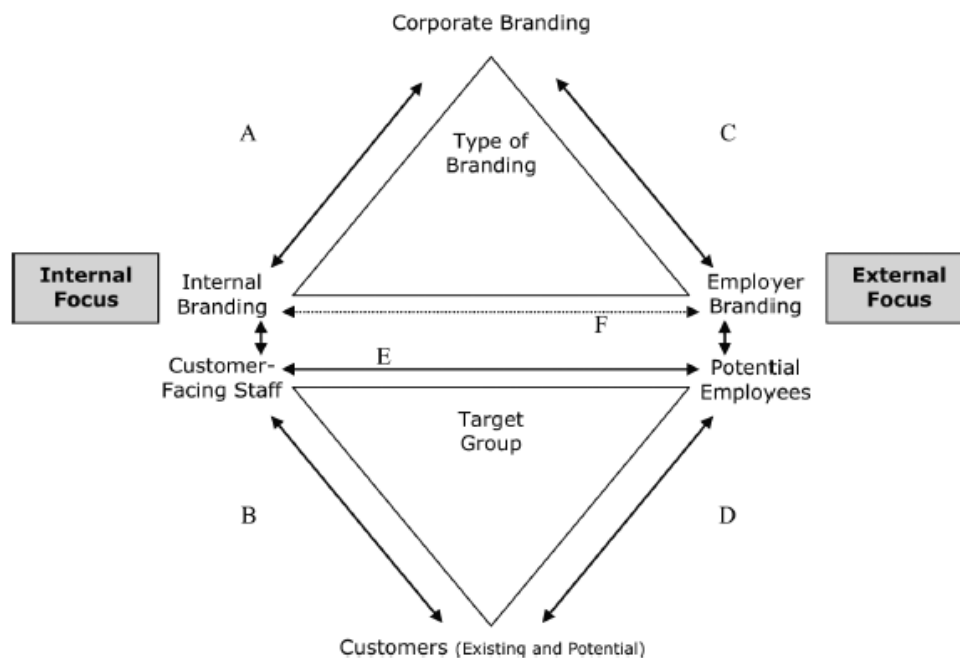 Corporate Branding
A
C
Type of
Branding
Internal
Focus
Internal
Branding
Employer
Branding
External
Focus
F
E
Customer-
Facing Staff
Potential
Employees
Target
Group
B
D
Customers (Existing and Potential)